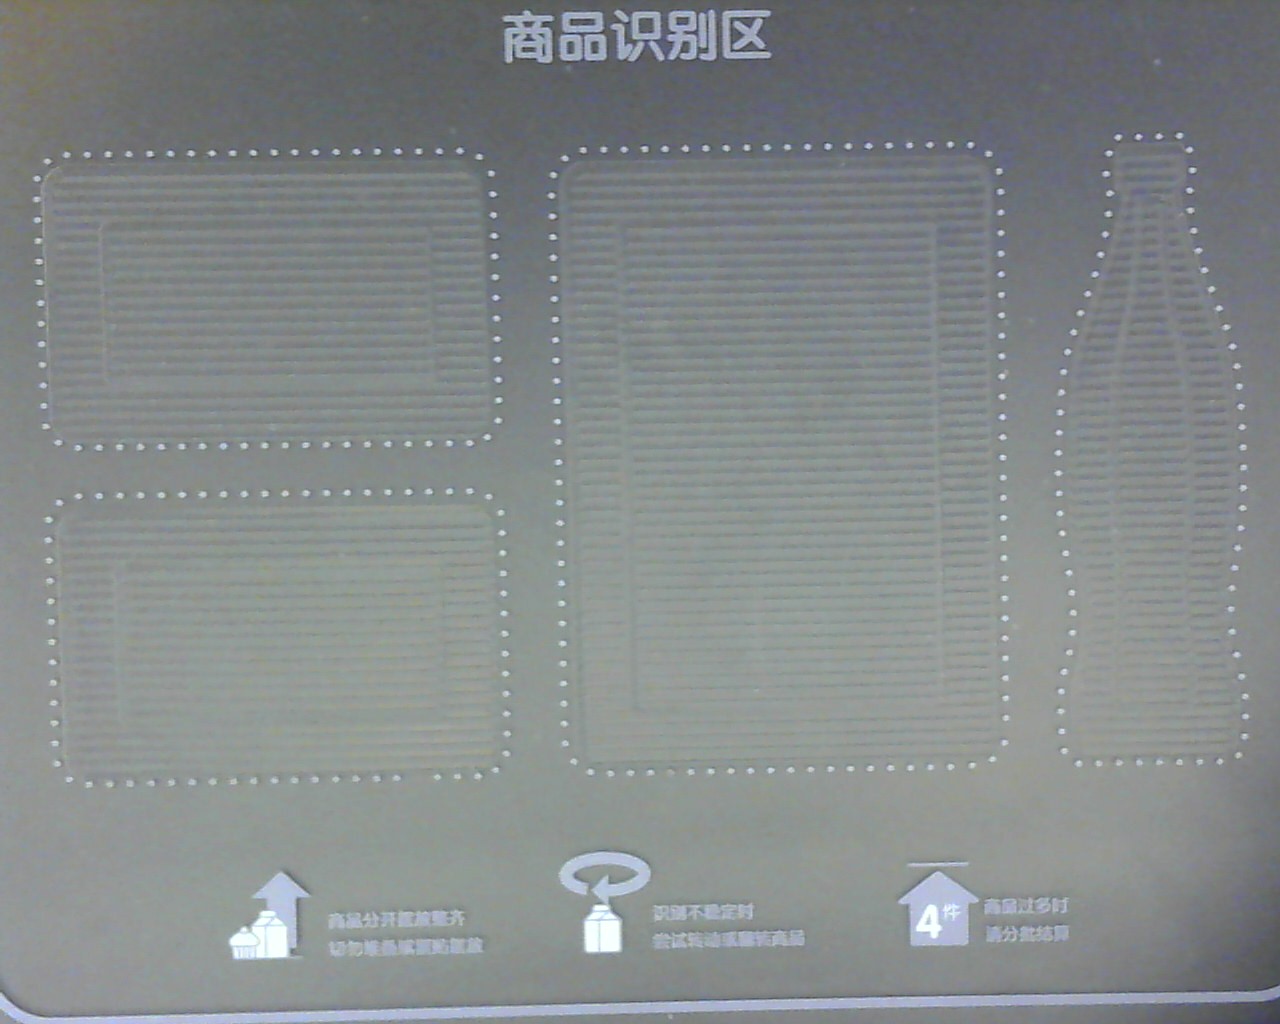 商品识别区
商品分开摆放整齐
切勿堆叠或重贴摆放
识别不稳定时
尝试转动或翻转商品
4件
商品过多时
请分批结算